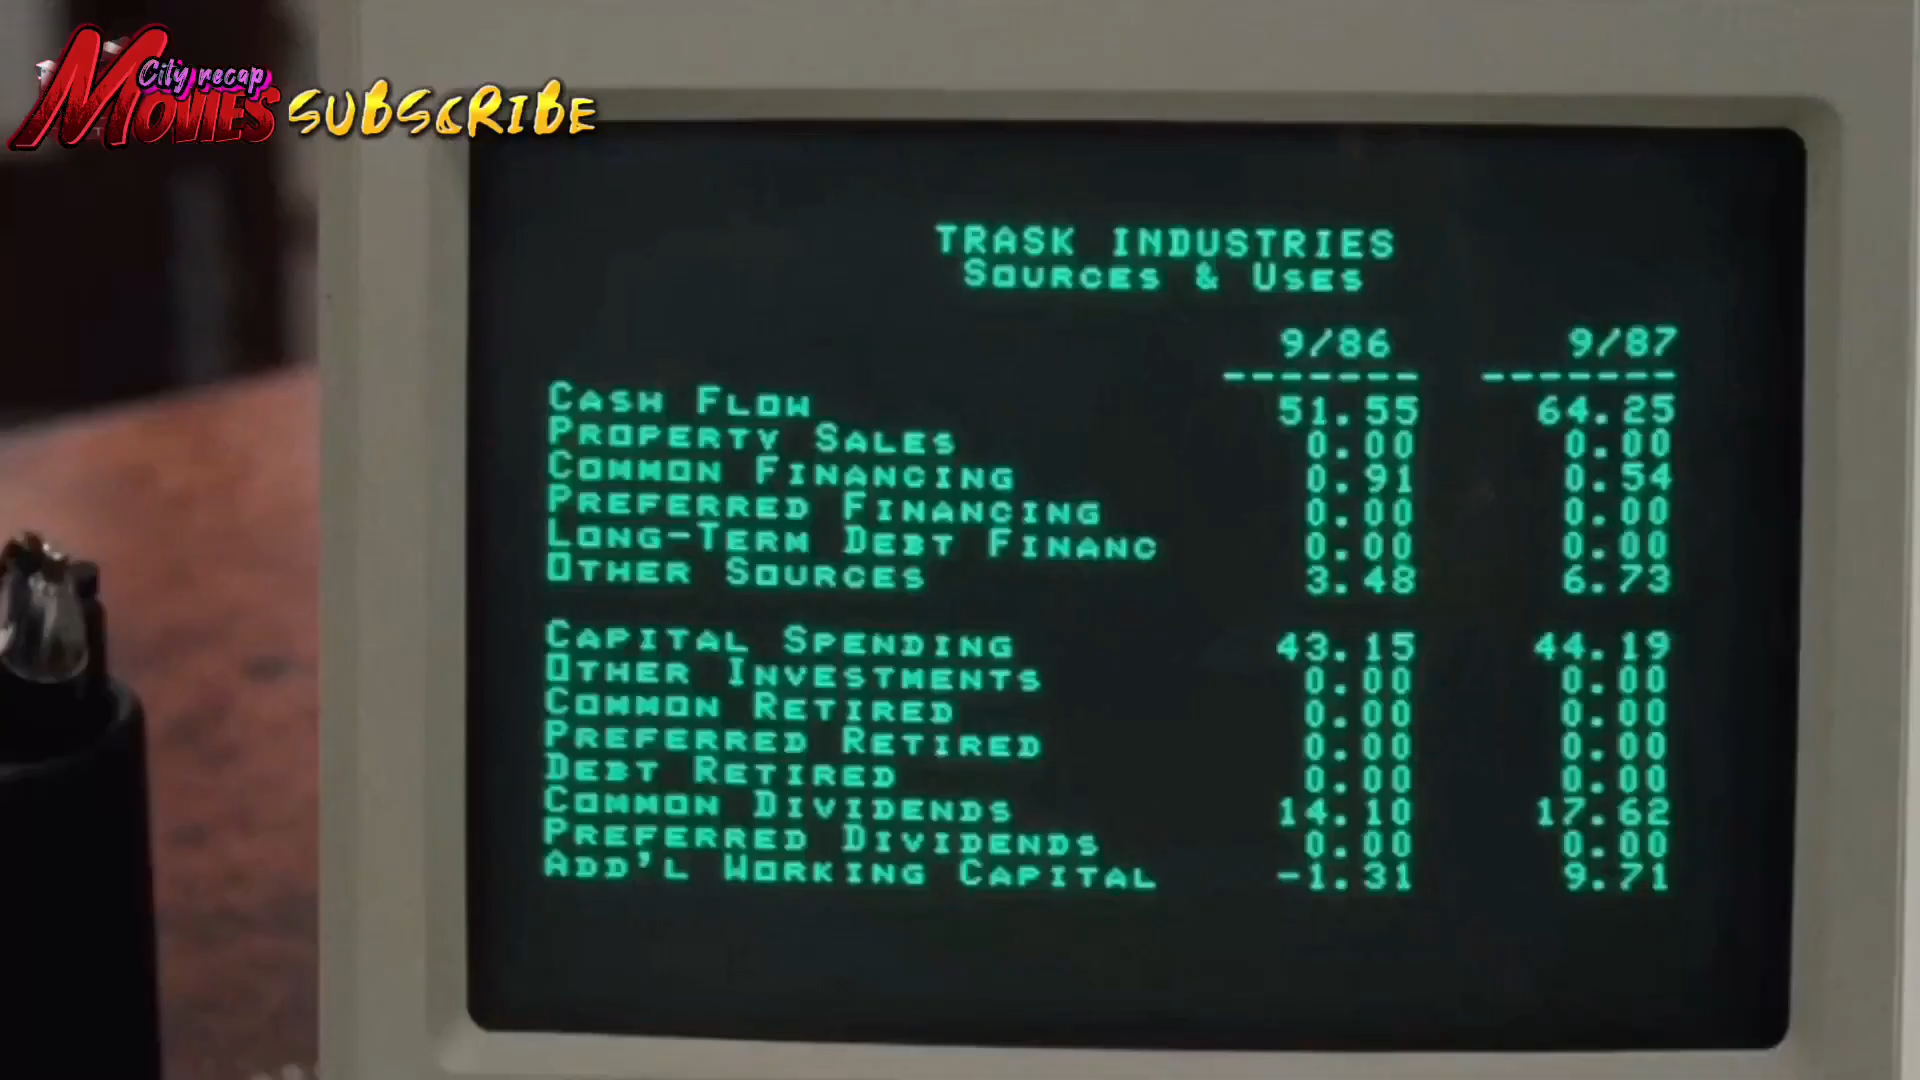 City recap
MOVIES
SUBSCRIBE
TRASK INDUSTRIES
SOURCES & USES
9/86 9/87
------- -------
CASH FLOW 51.55 64.25
PROPERTY SALES 0.00 0.00
COMMON FINANCING 0.91 0.54
PREFERRED FINANCING 0.00 0.00
LONG-TERM DEBT FINANC 0.00 0.00
OTHER SOURCES 3.48 6.73
CAPITAL SPENDING 43.15 44.19
OTHER INVESTMENTS 0.00 0.00
COMMON RETIRED 0.00 0.00
PREFERRED RETIRED 0.00 0.00
DEBT RETIRED 0.00 0.00
COMMON DIVIDENDS 14.10 17.62
PREFERRED DIVIDENDS 0.00 0.00
ADD'L WORKING CAPITAL -1.31 9.71